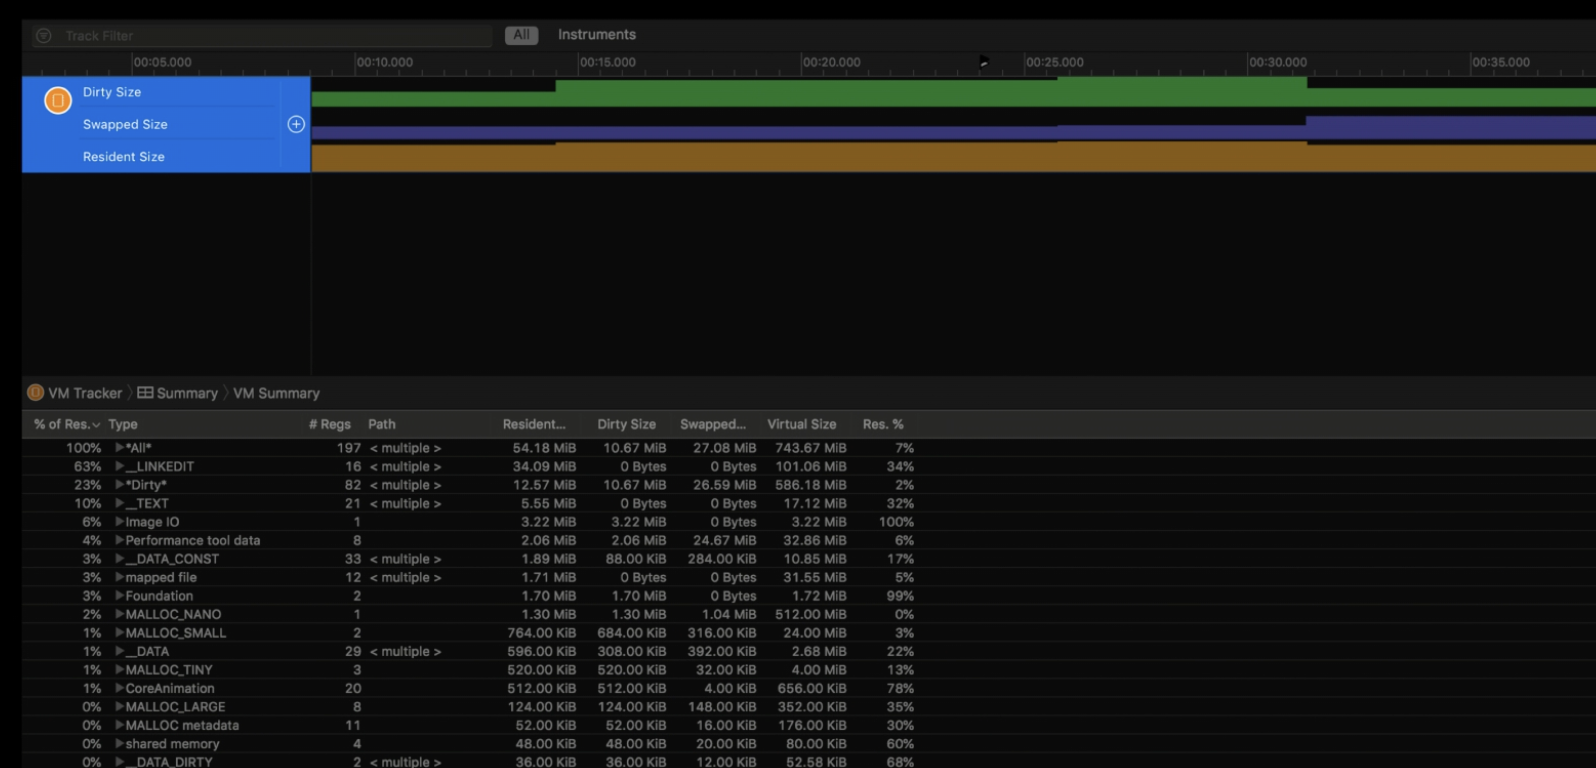 Track Filter All Instruments
00:05.000 00:10.000 00:15.000 00:20.000 00:25.000 00:30.000 00:35.000
Dirty Size
Swapped Size
Resident Size
VM Tracker Summary VM Summary
% of Res. Type # Regs Path Resident... Dirty Size Swapped... Virtual Size Res. %
100% *All* 197 < multiple > 54.18 MiB 10.67 MiB 27.08 MiB 743.67 MiB 7%
63% __LINKEDIT 16 < multiple > 34.09 MiB 0 Bytes 0 Bytes 101.06 MiB 34%
23% *Dirty* 82 < multiple > 12.57 MiB 10.67 MiB 26.59 MiB 586.18 MiB 2%
10% __TEXT 21 < multiple > 5.55 MiB 0 Bytes 0 Bytes 17.12 MiB 32%
6% Image IO 1 3.22 MiB 3.22 MiB 0 Bytes 3.22 MiB 100%
4% Performance tool data 8 2.06 MiB 2.06 MiB 24.67 MiB 32.86 MiB 6%
3% __DATA_CONST 33 < multiple > 1.89 MiB 88.00 KiB 284.00 KiB 10.85 MiB 17%
3% mapped file 12 < multiple > 1.71 MiB 0 Bytes 0 Bytes 31.55 MiB 5%
3% Foundation 2 1.70 MiB 1.70 MiB 0 Bytes 1.72 MiB 99%
2% MALLOC_NANO 1 1.30 MiB 1.30 MiB 1.04 MiB 512.00 MiB 0%
1% MALLOC_SMALL 2 764.00 KiB 684.00 KiB 316.00 KiB 24.00 MiB 3%
1% __DATA 29 < multiple > 596.00 KiB 308.00 KiB 392.00 KiB 2.68 MiB 22%
1% MALLOC_TINY 3 520.00 KiB 520.00 KiB 32.00 KiB 4.00 MiB 13%
1% CoreAnimation 20 512.00 KiB 512.00 KiB 4.00 KiB 656.00 KiB 78%
0% MALLOC_LARGE 8 124.00 KiB 124.00 KiB 148.00 KiB 352.00 KiB 35%
0% MALLOC metadata 11 52.00 KiB 52.00 KiB 16.00 KiB 176.00 KiB 30%
0% shared memory 4 48.00 KiB 48.00 KiB 20.00 KiB 80.00 KiB 60%
0% __DATA_DIRTY 2 < multiple > 36.00 KiB 36.00 KiB 12.00 KiB 52.58 KiB 68%